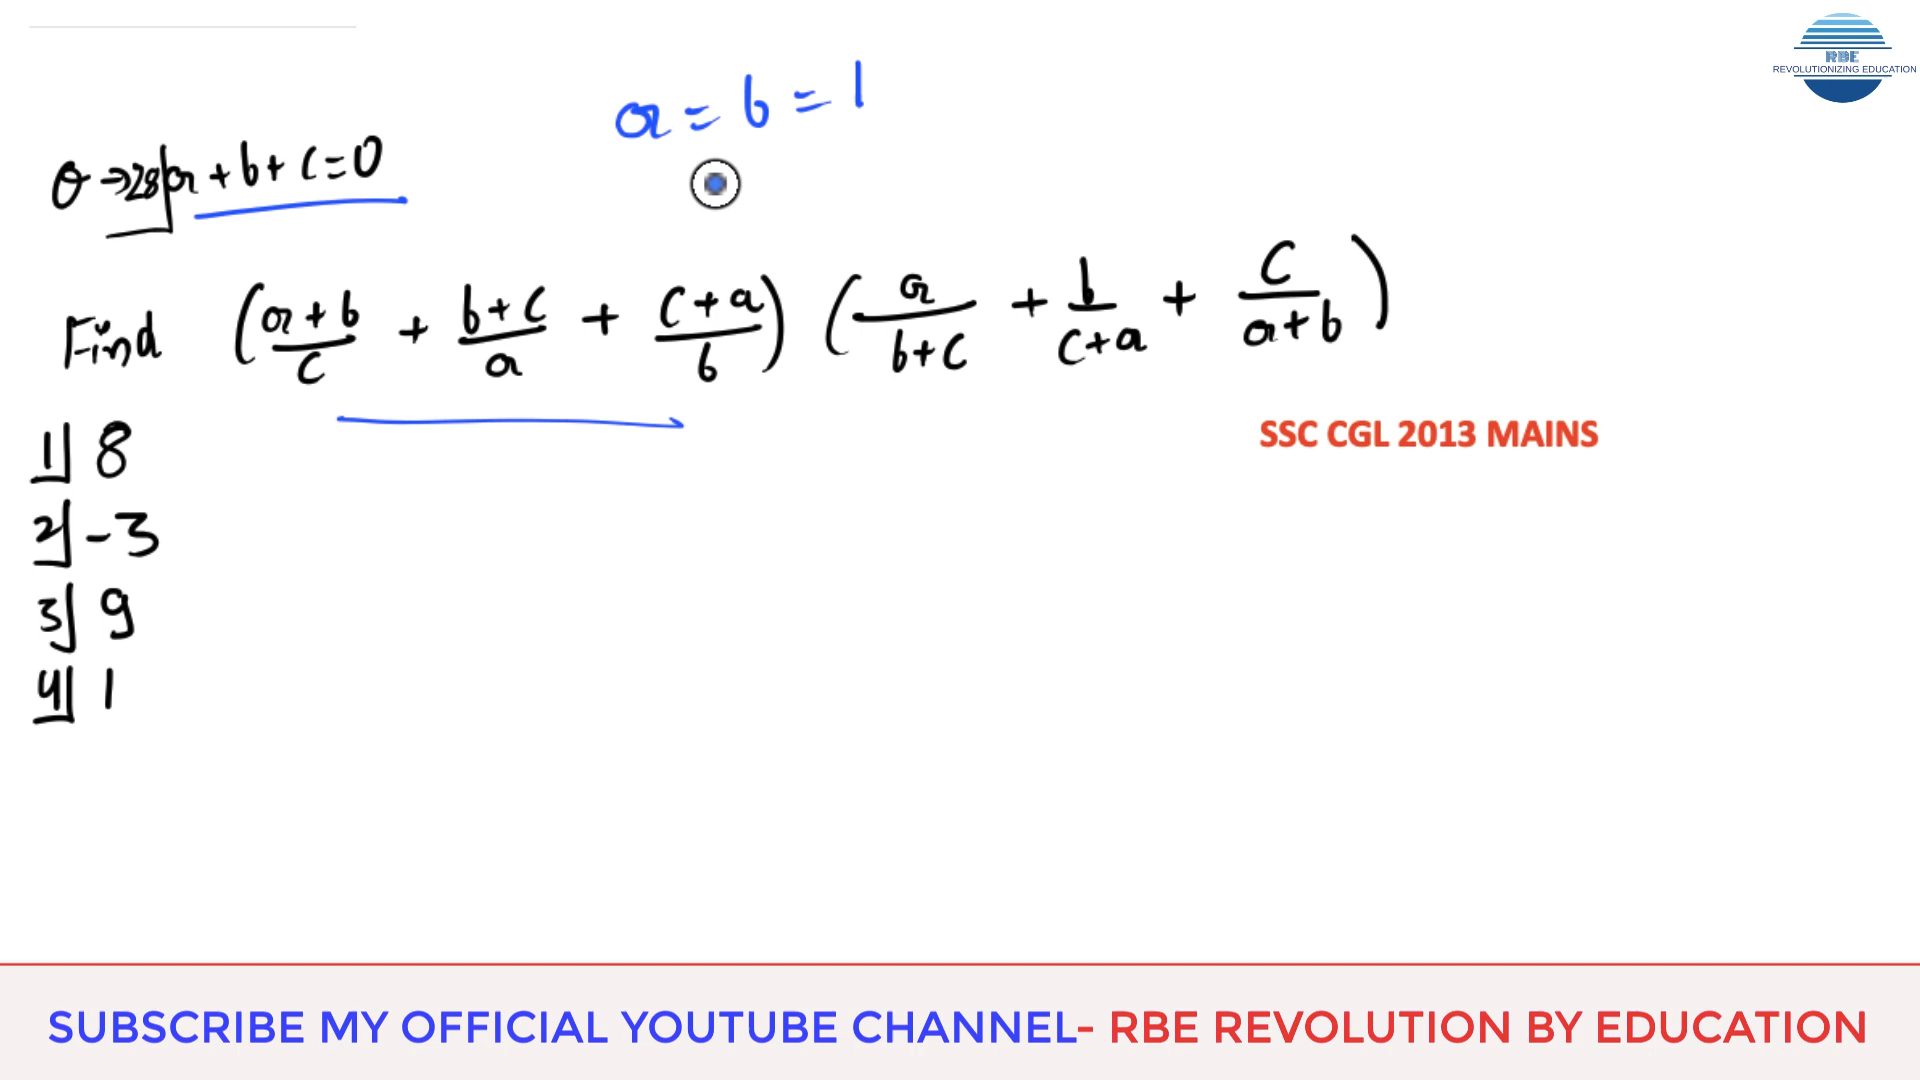 RBE
REVOLUTIONIZING EDUCATION
a = b = 1
Q → 28] a + b + c = 0
Find ( (a+b)/c + (b+c)/a + (c+a)/b ) ( a/(b+c) + b/(c+a) + c/(a+b) )
SSC CGL 2013 MAINS
1] 8
2] -3
3] 9
4] 1
SUBSCRIBE MY OFFICIAL YOUTUBE CHANNEL- RBE REVOLUTION BY EDUCATION